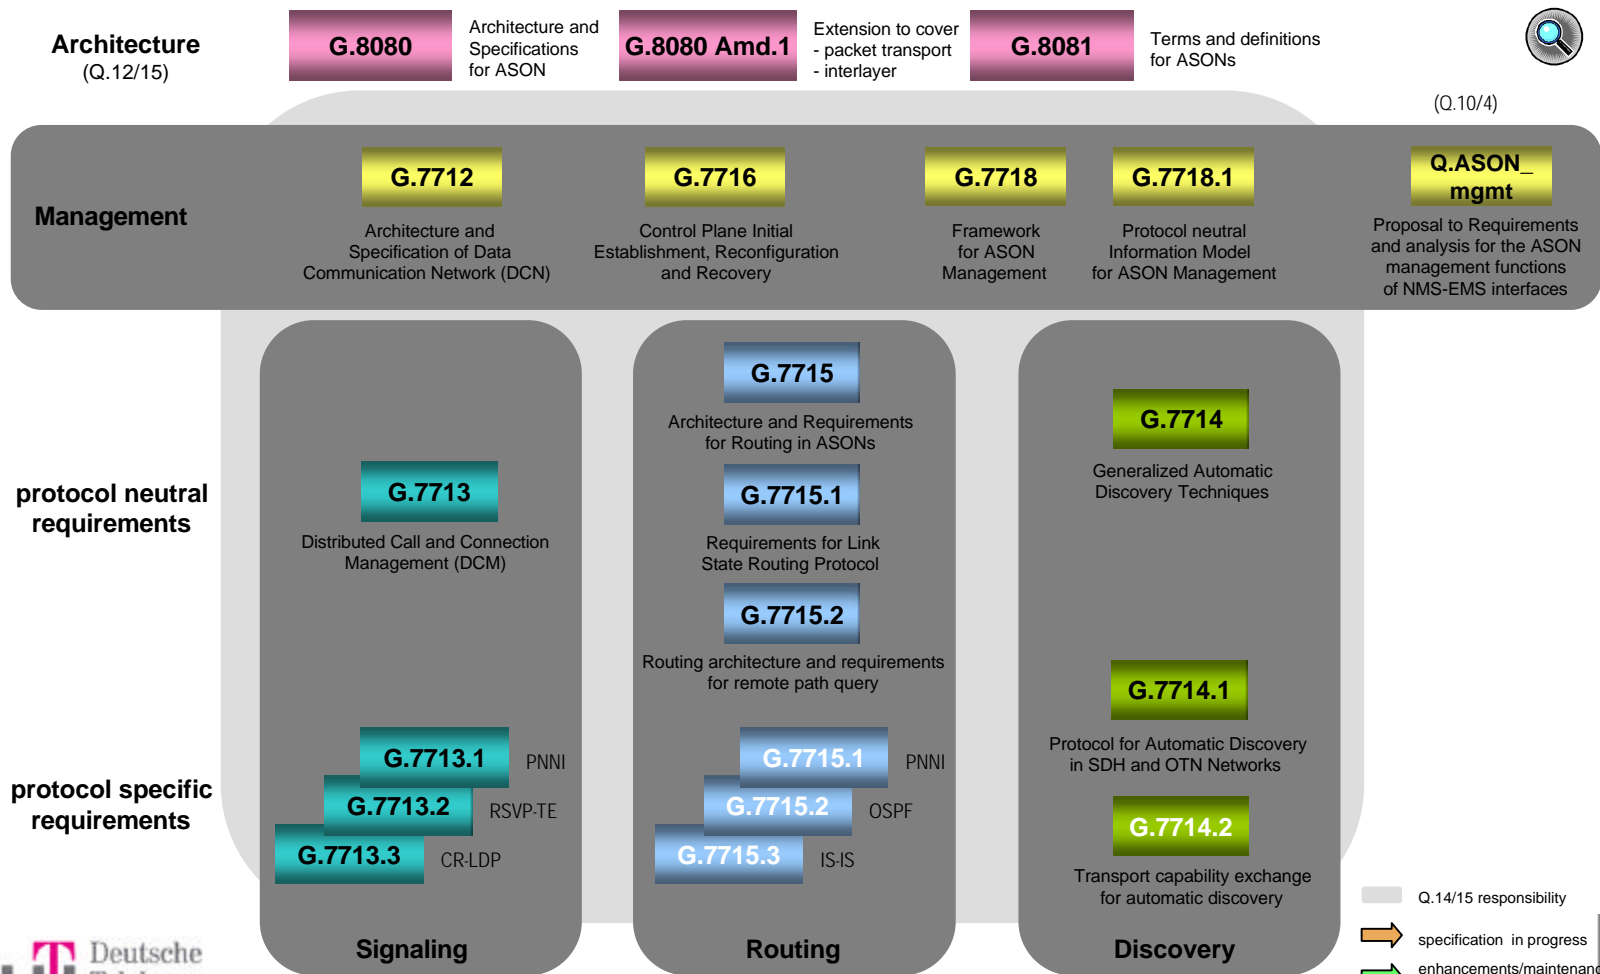 Architecture
(Q.12/15)
G.8080
Architecture and
Specifications
for ASON
G.8080 Amd.1
Extension to cover
- packet transport
- interlayer
G.8081
Terms and definitions
for ASONs
(Q.10/4)
Management
G.7712
Architecture and
Specification of Data
Communication Network (DCN)
G.7716
Control Plane Initial
Establishment, Reconfiguration
and Recovery
G.7718
Framework
for ASON
Management
G.7718.1
Protocol neutral
Information Model
for ASON Management
Q.ASON_
mgmt
Proposal to Requirements
and analysis for the ASON
management functions
of NMS-EMS interfaces
protocol neutral
requirements
G.7713
Distributed Call and Connection
Management (DCM)
G.7715
Architecture and Requirements
for Routing in ASONs
G.7715.1
Requirements for Link
State Routing Protocol
G.7715.2
Routing architecture and requirements
for remote path query
G.7714
Generalized Automatic
Discovery Techniques
protocol specific
requirements
G.7713.1 PNNI
G.7713.2 RSVP-TE
G.7713.3 CR-LDP
G.7715.1 PNNI
G.7715.2 OSPF
G.7715.3 IS-IS
G.7714.1
Protocol for Automatic Discovery
in SDH and OTN Networks
G.7714.2
Transport capability exchange
for automatic discovery
Signaling
Routing
Discovery
Q.14/15 responsibility
specification in progress
Deutsche